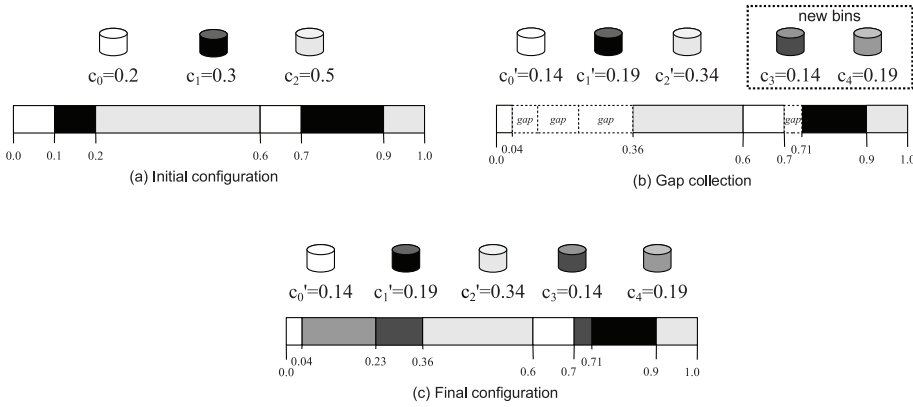 new bins
c0=0.2 c1=0.3 c2=0.5
0.0 0.1 0.2 0.6 0.7 0.9 1.0
(a) Initial configuration
c0'=0.14 c1'=0.19 c2'=0.34 c3=0.14 c4=0.19
gap gap gap gap
0.0 0.04 0.36 0.6 0.7 0.71 0.9 1.0
(b) Gap collection
c0'=0.14 c1'=0.19 c2'=0.34 c3=0.14 c4=0.19
0.0 0.04 0.23 0.36 0.6 0.7 0.71 0.9 1.0
(c) Final configuration